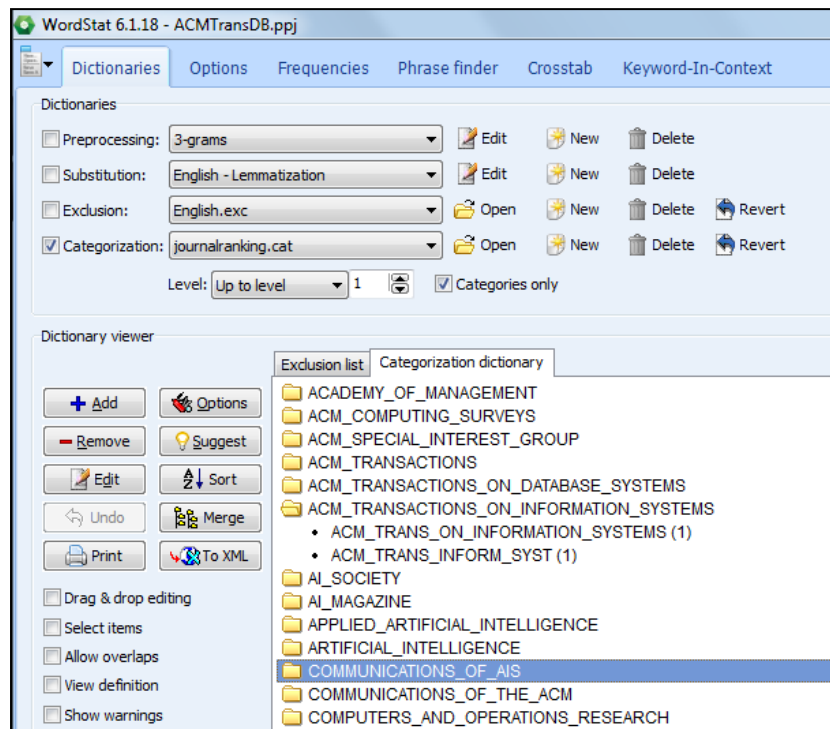 WordStat 6.1.18 - ACMTransDB.ppj
Dictionaries Options Frequencies Phrase finder Crosstab Keyword-In-Context
Dictionaries
Preprocessing: 3-grams Edit New Delete
Substitution: English - Lemmatization Edit New Delete
Exclusion: English.exc Open New Delete Revert
Categorization: journalranking.cat Open New Delete Revert
Level: Up to level 1 Categories only
Dictionary viewer
Exclusion list Categorization dictionary
Add Options
Remove Suggest
Edit Sort
Undo Merge
Print To XML
Drag & drop editing
Select items
Allow overlaps
View definition
Show warnings
ACADEMY_OF_MANAGEMENT
ACM_COMPUTING_SURVEYS
ACM_SPECIAL_INTEREST_GROUP
ACM_TRANSACTIONS
ACM_TRANSACTIONS_ON_DATABASE_SYSTEMS
ACM_TRANSACTIONS_ON_INFORMATION_SYSTEMS
• ACM_TRANS_ON_INFORMATION_SYSTEMS (1)
• ACM_TRANS_INFORM_SYST (1)
AI_SOCIETY
AI_MAGAZINE
APPLIED_ARTIFICIAL_INTELLIGENCE
ARTIFICIAL_INTELLIGENCE
COMMUNICATIONS_OF_AIS
COMMUNICATIONS_OF_THE_ACM
COMPUTERS_AND_OPERATIONS_RESEARCH